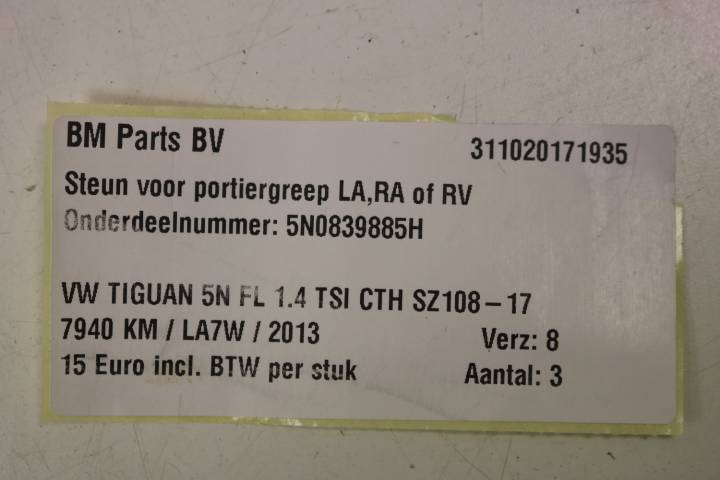 BM Parts BV
311020171935
Steun voor portiergreep LA,RA of RV
Onderdeelnummer: 5N0839885H
VW TIGUAN 5N FL 1.4 TSI CTH SZ108-17
7940 KM / LA7W / 2013
Verz: 8
15 Euro incl. BTW per stuk
Aantal: 3